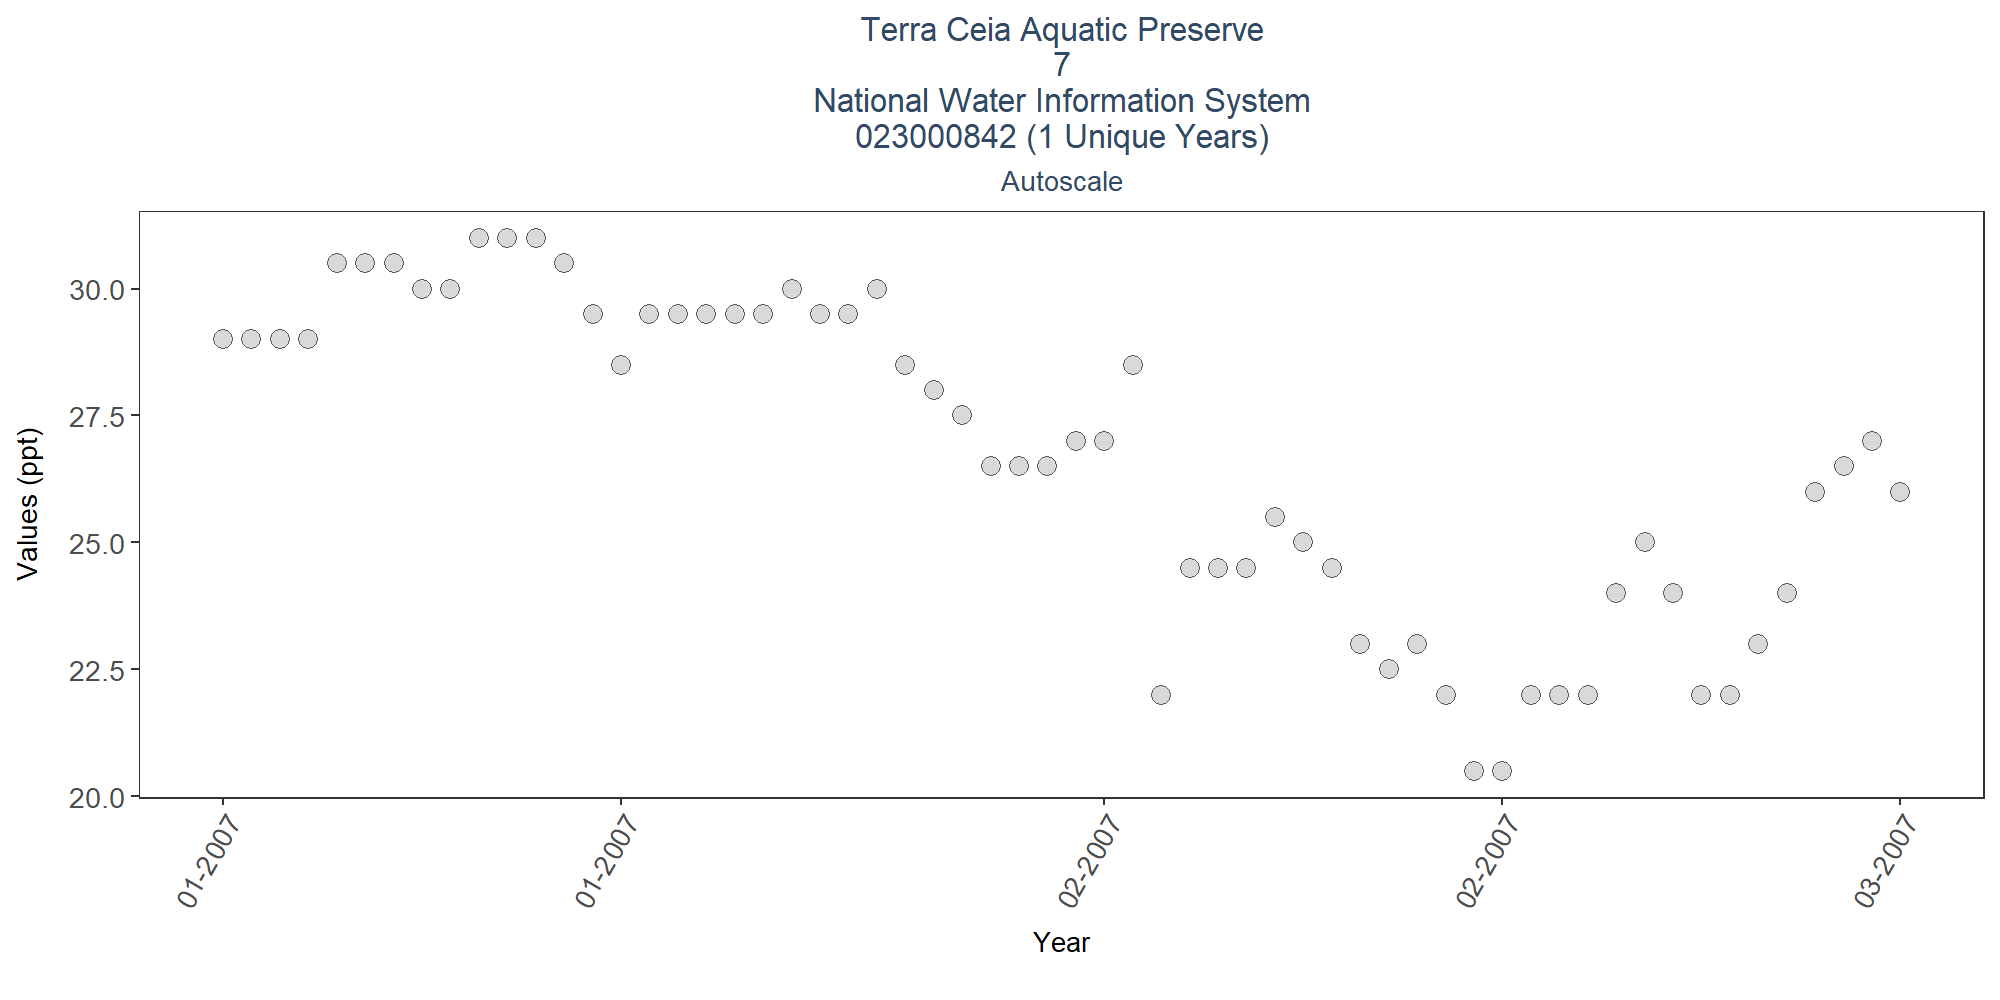 Terra Ceia Aquatic Preserve
7
National Water Information System
023000842 (1 Unique Years)
Autoscale
30.0
27.5
25.0
22.5
20.0
Values (ppt)
01-2007
01-2007
02-2007
02-2007
03-2007
Year